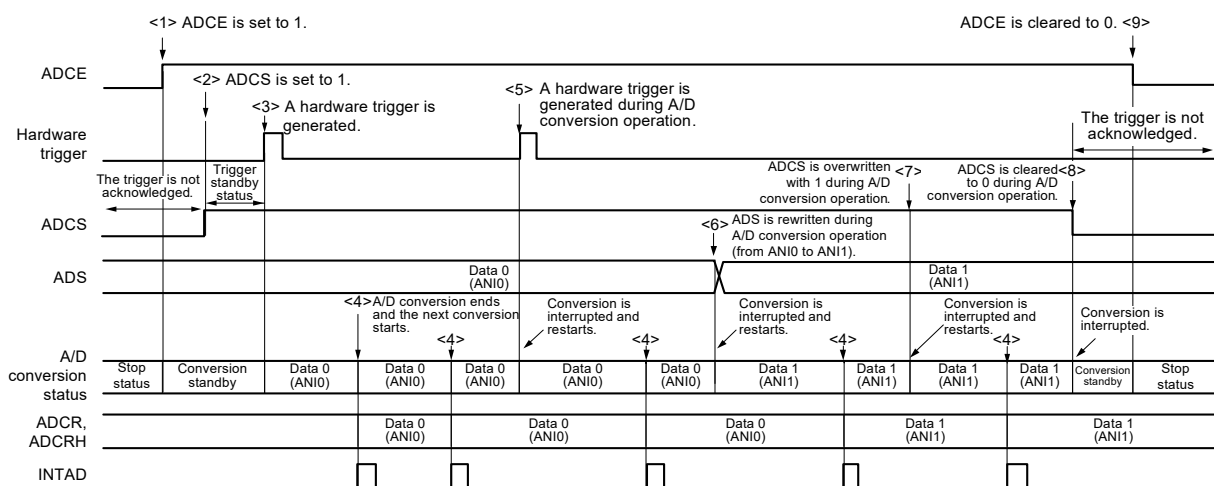 <1> ADCE is set to 1.
ADCE is cleared to 0. <9>
ADCE
<2> ADCS is set to 1.
<3> A hardware trigger is
generated.
<5> A hardware trigger is
generated during A/D
conversion operation.
The trigger is not
acknowledged.
Hardware
trigger
The trigger is not
acknowledged.
Trigger
standby
status
ADCS is overwritten <7>
with 1 during A/D
conversion operation.
ADCS is cleared <8>
to 0 during A/D
conversion operation.
ADCS
<6> ADS is rewritten during
A/D conversion operation
(from ANI0 to ANI1).
ADS
Data 0
(ANI0)
Data 1
(ANI1)
<4> A/D conversion ends
and the next conversion
starts.
<4>
Conversion is
interrupted and
restarts.
<4>
Conversion is
interrupted and
restarts.
<4>
Conversion is
interrupted and
restarts.
<4>
Conversion is
interrupted.
A/D
conversion
status
Stop
status
Conversion
standby
Data 0
(ANI0)
Data 0
(ANI0)
Data 0
(ANI0)
Data 0
(ANI0)
Data 0
(ANI0)
Data 1
(ANI1)
Data 1
(ANI1)
Data 1
(ANI1)
Data 1
(ANI1)
Conversion
standby
Stop
status
ADCR,
ADCRH
Data 0
(ANI0)
Data 0
(ANI0)
Data 0
(ANI0)
Data 1
(ANI1)
Data 1
(ANI1)
INTAD